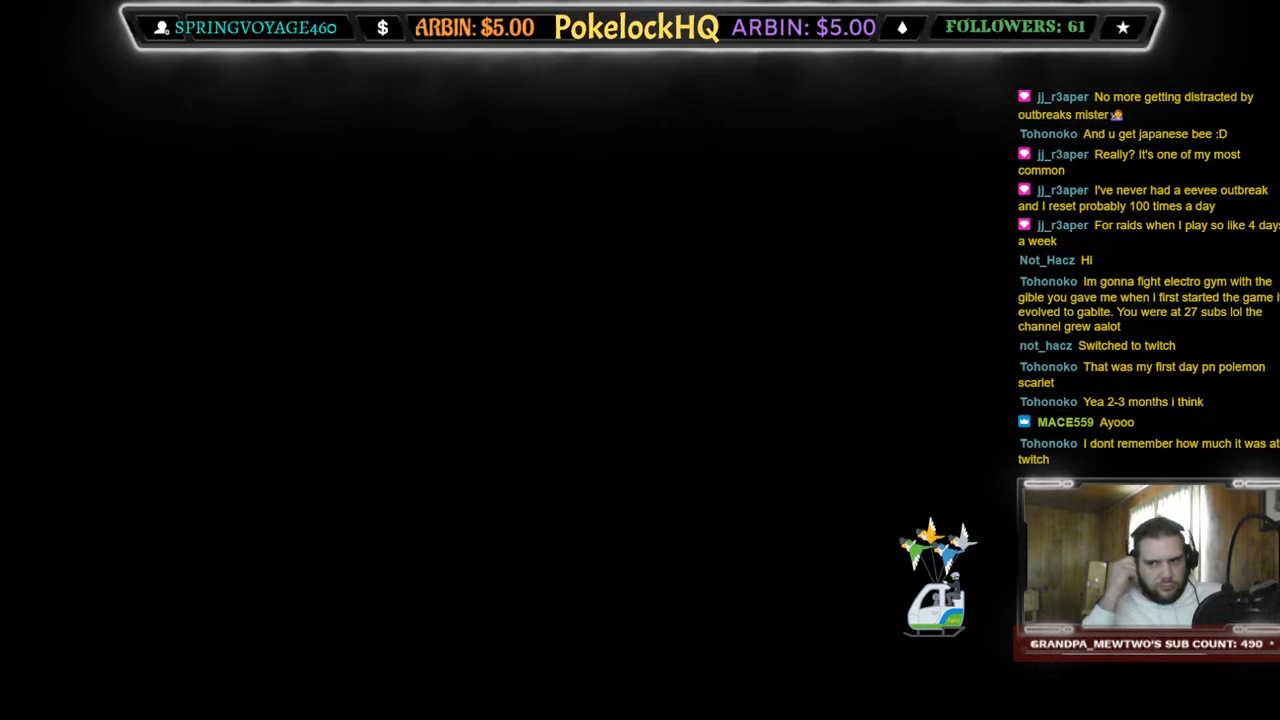 SPRINGVOYAGE460 $ ARBIN: $5.00 PokelockHQ ARBIN: $5.00 FOLLOWERS: 61
jj_r3aper No more getting distracted by
outbreaks mister
Tohonoko And u get japanese bee :D
jj_r3aper Really? It's one of my most
common
jj_r3aper I've never had a eevee outbreak
and I reset probably 100 times a day
jj_r3aper For raids when I play so like 4 days
a week
Not_Hacz Hi
Tohonoko Im gonna fight electro gym with the
gible you gave me when i first started the game i
evolved to gabite. You were at 27 subs lol the
channel grew aalot
not_hacz Switched to twitch
Tohonoko That was my first day pn polemon
scarlet
Tohonoko Yea 2-3 months i think
MACE559 Ayooo
Tohonoko I dont remember how much it was at
twitch
GRANDPA_MEWTWO'S SUB COUNT: 490 *